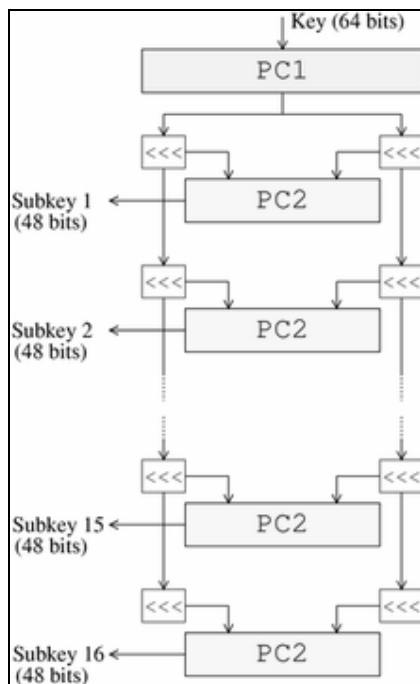 Key (64 bits)
PC1
<<< <<<
PC2
Subkey 1
(48 bits)
<<< <<<
PC2
Subkey 2
(48 bits)
<<< <<<
PC2
Subkey 15
(48 bits)
<<< <<<
PC2
Subkey 16
(48 bits)